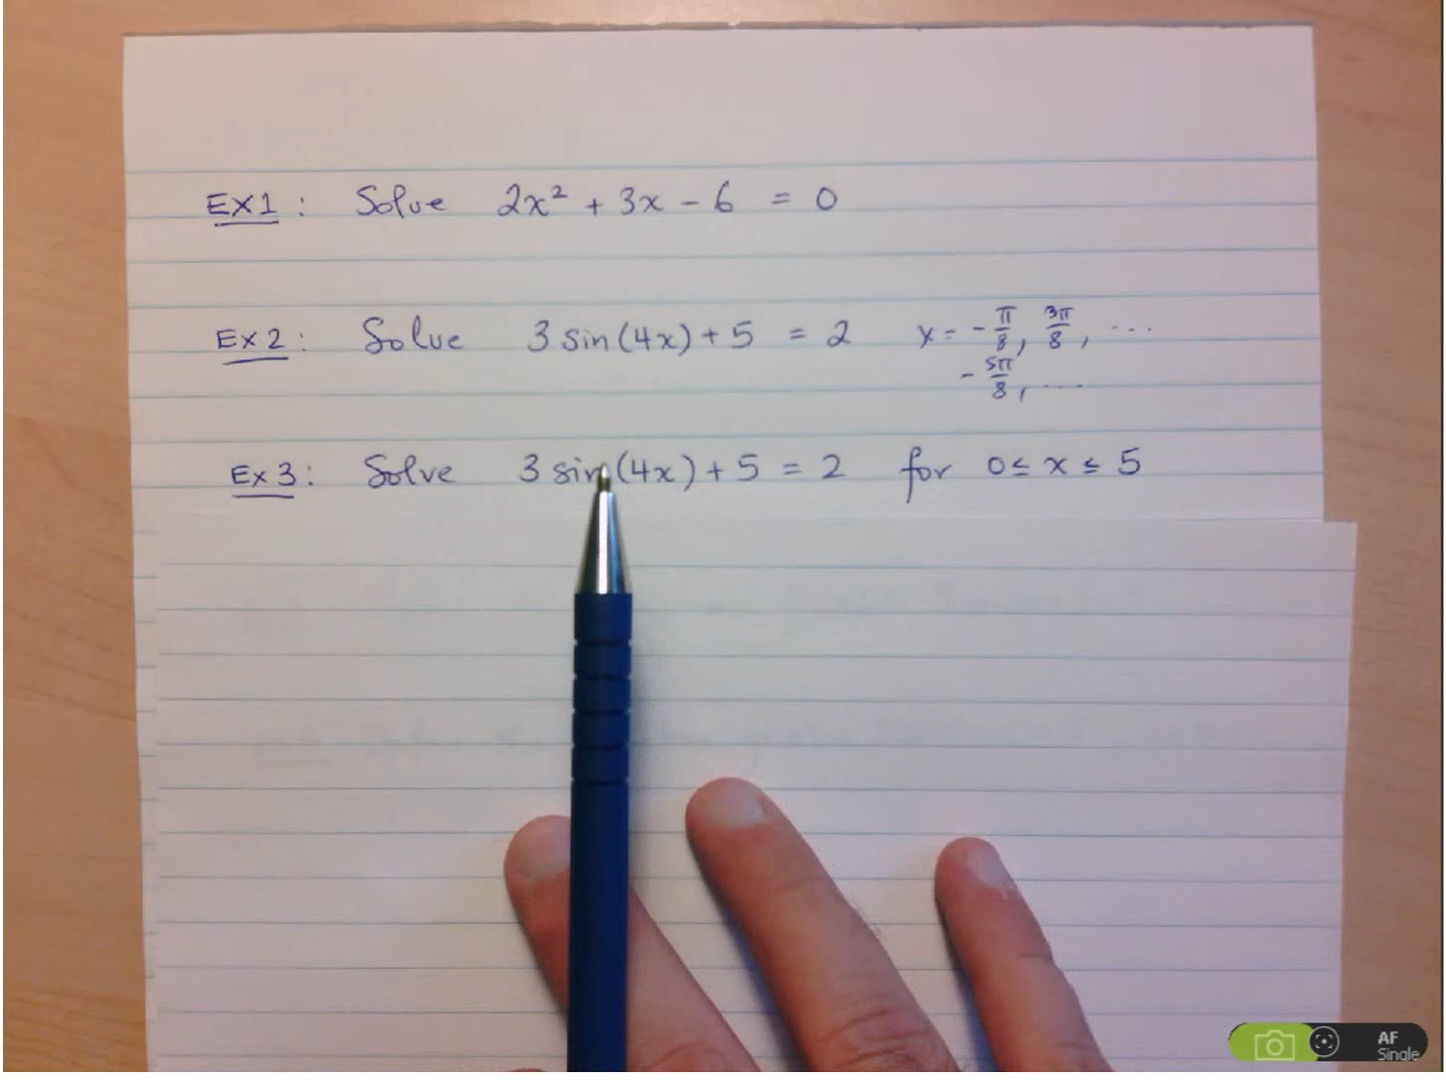 EX1: Solve 2x² + 3x - 6 = 0
EX2: Solve 3 sin(4x) + 5 = 2 x = -π/8, 3π/8, ...
-5π/8, ...
EX3: Solve 3 sin(4x) + 5 = 2 for 0 ≤ x ≤ 5
AF
Single